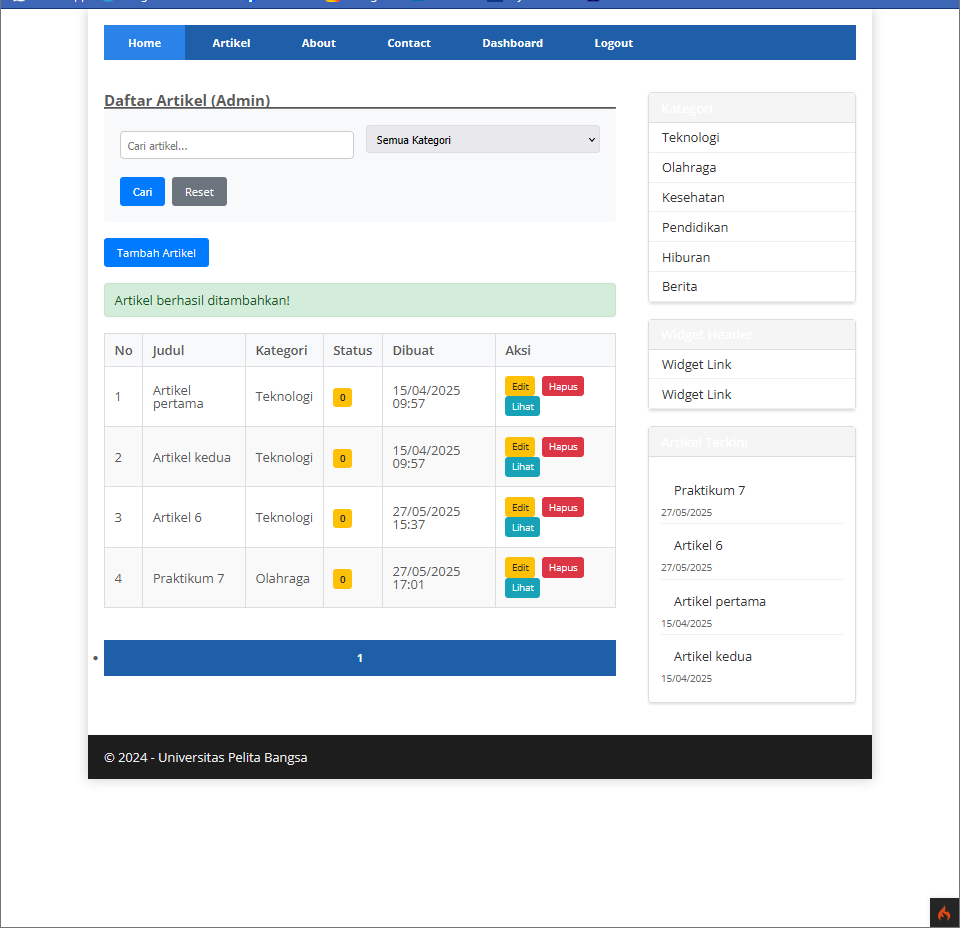 Home Artikel About Contact Dashboard Logout
Daftar Artikel (Admin)
Cari artikel...
Semua Kategori
Cari Reset
Tambah Artikel
Artikel berhasil ditambahkan!
No Judul Kategori Status Dibuat Aksi
1 Artikel pertama Teknologi 0 15/04/2025 09:57 Edit Hapus Lihat
2 Artikel kedua Teknologi 0 15/04/2025 09:57 Edit Hapus Lihat
3 Artikel 6 Teknologi 0 27/05/2025 15:37 Edit Hapus Lihat
4 Praktikum 7 Olahraga 0 27/05/2025 17:01 Edit Hapus Lihat
1
Kategori
Teknologi
Olahraga
Kesehatan
Pendidikan
Hiburan
Berita
Widget Header
Widget Link
Widget Link
Artikel Terkini
Praktikum 7
27/05/2025
Artikel 6
27/05/2025
Artikel pertama
15/04/2025
Artikel kedua
15/04/2025
© 2024 - Universitas Pelita Bangsa